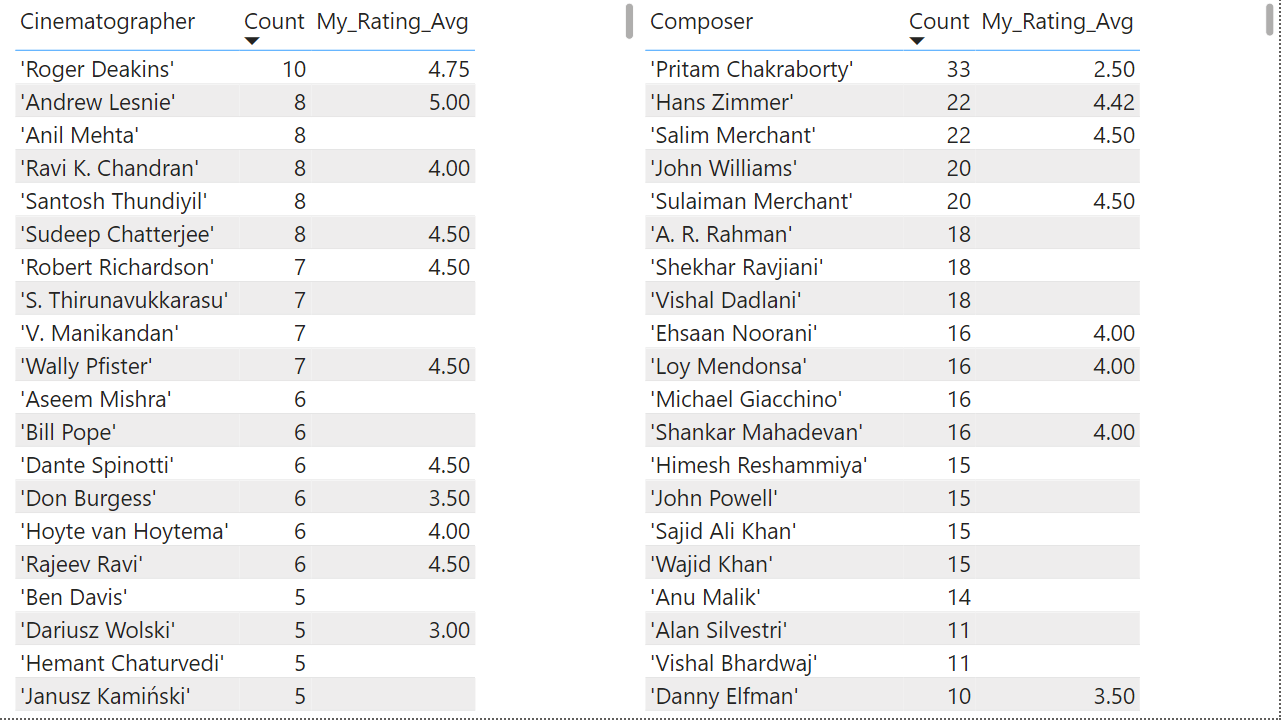 Cinematographer Count My_Rating_Avg
'Roger Deakins' 10 4.75
'Andrew Lesnie' 8 5.00
'Anil Mehta' 8
'Ravi K. Chandran' 8 4.00
'Santosh Thundiyil' 8
'Sudeep Chatterjee' 8 4.50
'Robert Richardson' 7 4.50
'S. Thirunavukkarasu' 7
'V. Manikandan' 7
'Wally Pfister' 7 4.50
'Aseem Mishra' 6
'Bill Pope' 6
'Dante Spinotti' 6 4.50
'Don Burgess' 6 3.50
'Hoyte van Hoytema' 6 4.00
'Rajeev Ravi' 6 4.50
'Ben Davis' 5
'Dariusz Wolski' 5 3.00
'Hemant Chaturvedi' 5
'Janusz Kamiński' 5
Composer Count My_Rating_Avg
'Pritam Chakraborty' 33 2.50
'Hans Zimmer' 22 4.42
'Salim Merchant' 22 4.50
'John Williams' 20
'Sulaiman Merchant' 20 4.50
'A. R. Rahman' 18
'Shekhar Ravjiani' 18
'Vishal Dadlani' 18
'Ehsaan Noorani' 16 4.00
'Loy Mendonsa' 16 4.00
'Michael Giacchino' 16
'Shankar Mahadevan' 16 4.00
'Himesh Reshammiya' 15
'John Powell' 15
'Sajid Ali Khan' 15
'Wajid Khan' 15
'Anu Malik' 14
'Alan Silvestri' 11
'Vishal Bhardwaj' 11
'Danny Elfman' 10 3.50